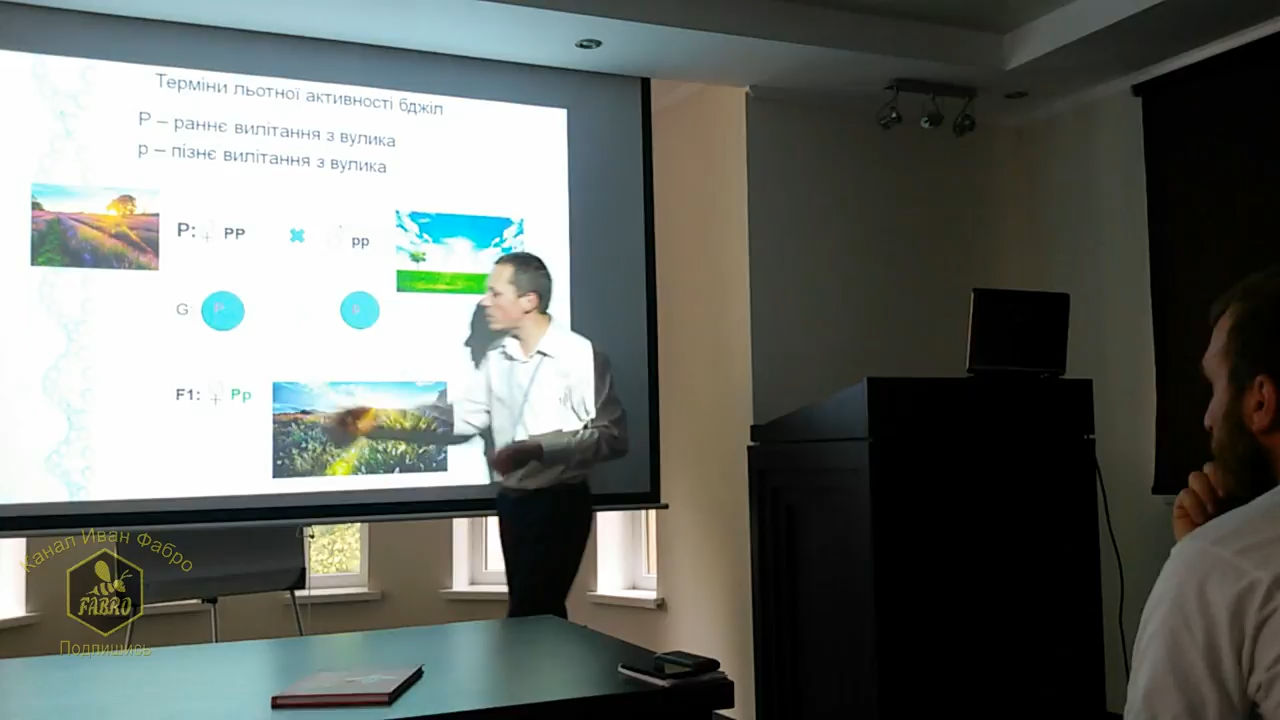 Терміни льотної активності бджіл
Р – раннє вилітання з вулика
р – пізнє вилітання з вулика
P: ♀ PP ✖ pp
G P
F1: ♀ Pp
Канал Иван Фабро
FABRO
Подпишись